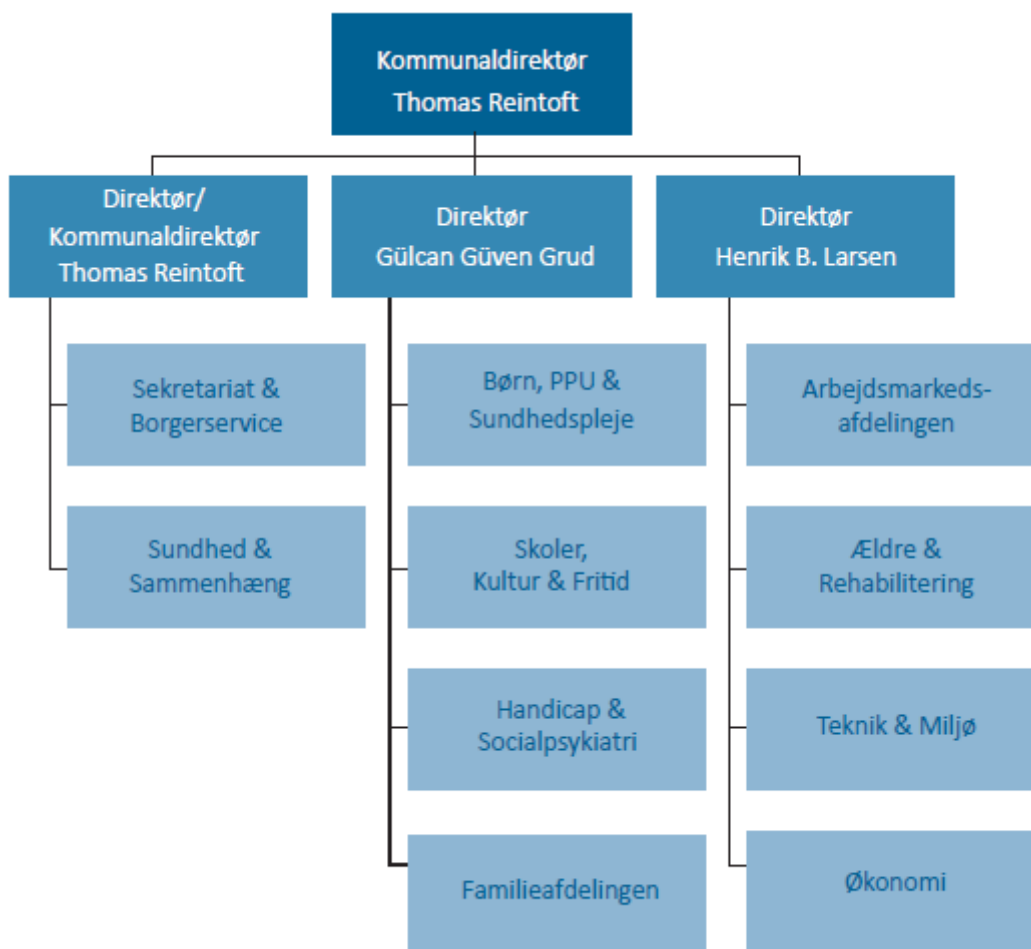 Kommunaldirektør
Thomas Reintoft
Direktør/
Kommunaldirektør
Thomas Reintoft
Direktør
Gülcan Güven Grud
Direktør
Henrik B. Larsen
Sekretariat &
Borgerservice
Sundhed &
Sammenhæng
Børn, PPU &
Sundhedspleje
Skoler,
Kultur & Fritid
Handicap &
Socialpsykiatri
Familieafdelingen
Arbejdsmarkeds-
afdelingen
Ældre &
Rehabilitering
Teknik & Miljø
Økonomi